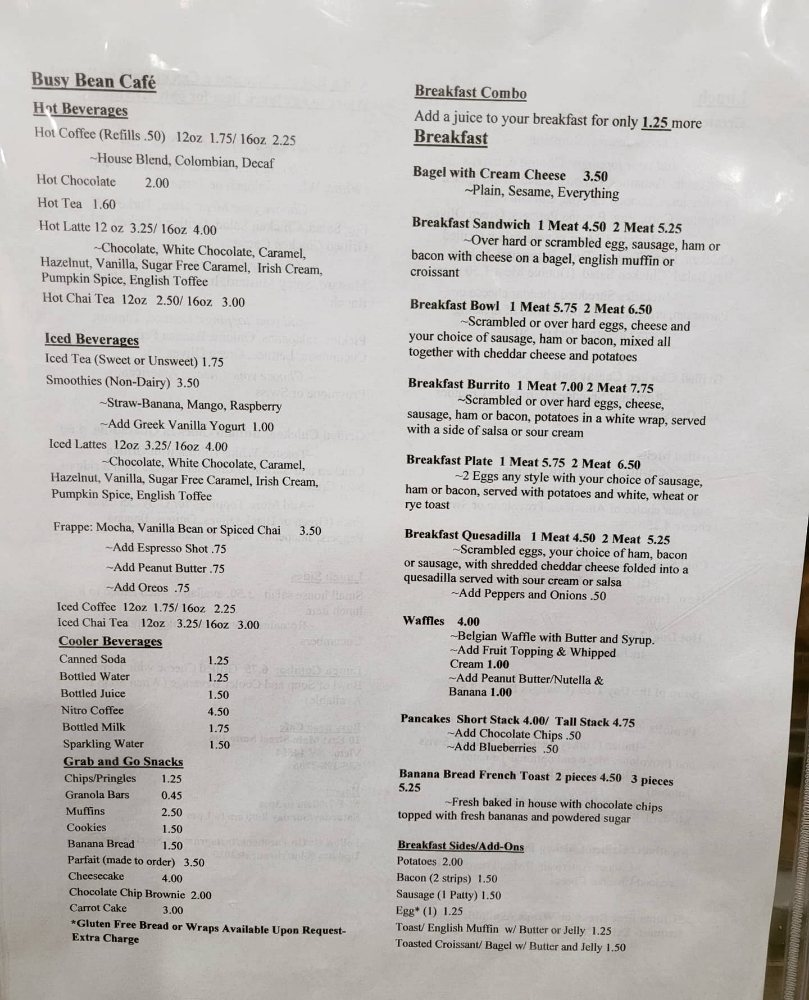 Busy Bean Café
Hot Beverages
Hot Coffee (Refills .50) 12oz 1.75/ 16oz 2.25
~House Blend, Colombian, Decaf
Hot Chocolate 2.00
Hot Tea 1.60
Hot Latte 12 oz 3.25/ 16oz 4.00
~Chocolate, White Chocolate, Caramel,
Hazelnut, Vanilla, Sugar Free Caramel, Irish Cream,
Pumpkin Spice, English Toffee
Hot Chai Tea 12oz 2.50/ 16oz 3.00
Iced Beverages
Iced Tea (Sweet or Unsweet) 1.75
Smoothies (Non-Dairy) 3.50
~Straw-Banana, Mango, Raspberry
~Add Greek Vanilla Yogurt 1.00
Iced Lattes 12oz 3.25/ 16oz 4.00
~Chocolate, White Chocolate, Caramel,
Hazelnut, Vanilla, Sugar Free Caramel, Irish Cream,
Pumpkin Spice, English Toffee
Frappe: Mocha, Vanilla Bean or Spiced Chai 3.50
~Add Espresso Shot .75
~Add Peanut Butter .75
~Add Oreos .75
Iced Coffee 12oz 1.75/ 16oz 2.25
Iced Chai Tea 12oz 3.25/ 16oz 3.00
Cooler Beverages
Canned Soda 1.25
Bottled Water 1.25
Bottled Juice 1.50
Nitro Coffee 4.50
Bottled Milk 1.75
Sparkling Water 1.50
Grab and Go Snacks
Chips/Pringles 1.25
Granola Bars 0.45
Muffins 2.50
Cookies 1.50
Banana Bread 1.50
Parfait (made to order) 3.50
Cheesecake 4.00
Chocolate Chip Brownie 2.00
Carrot Cake 3.00
*Gluten Free Bread or Wraps Available Upon Request-
Extra Charge
Breakfast Combo
Add a juice to your breakfast for only 1.25 more
Breakfast
Bagel with Cream Cheese 3.50
~Plain, Sesame, Everything
Breakfast Sandwich 1 Meat 4.50 2 Meat 5.25
~Over hard or scrambled egg, sausage, ham or
bacon with cheese on a bagel, english muffin or
croissant
Breakfast Bowl 1 Meat 5.75 2 Meat 6.50
~Scrambled or over hard eggs, cheese and
your choice of sausage, ham or bacon, mixed all
together with cheddar cheese and potatoes
Breakfast Burrito 1 Meat 7.00 2 Meat 7.75
~Scrambled or over hard eggs, cheese,
sausage, ham or bacon, potatoes in a white wrap, served
with a side of salsa or sour cream
Breakfast Plate 1 Meat 5.75 2 Meat 6.50
~2 Eggs any style with your choice of sausage,
ham or bacon, served with potatoes and white, wheat or
rye toast
Breakfast Quesadilla 1 Meat 4.50 2 Meat 5.25
~Scrambled eggs, your choice of ham, bacon
or sausage, with shredded cheddar cheese folded into a
quesadilla served with sour cream or salsa
~Add Peppers and Onions .50
Waffles 4.00
~Belgian Waffle with Butter and Syrup.
~Add Fruit Topping & Whipped
Cream 1.00
~Add Peanut Butter/Nutella &
Banana 1.00
Pancakes Short Stack 4.00/ Tall Stack 4.75
~Add Chocolate Chips .50
~Add Blueberries .50
Banana Bread French Toast 2 pieces 4.50 3 pieces
5.25
~Fresh baked in house with chocolate chips
topped with fresh bananas and powdered sugar
Breakfast Sides/Add-Ons
Potatoes 2.00
Bacon (2 strips) 1.50
Sausage (1 Patty) 1.50
Egg* (1) 1.25
Toast/ English Muffin w/ Butter or Jelly 1.25
Toasted Croissant/ Bagel w/ Butter and Jelly 1.50